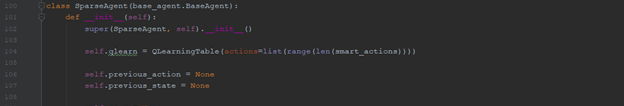 100 class SparseAgent(base_agent.BaseAgent):
101 def __init__(self):
102 super(SparseAgent, self).__init__()
103
104 self.qlearn = QLearningTable(actions=list(range(len(smart_actions))))
105
106 self.previous_action = None
107 self.previous_state = None
108